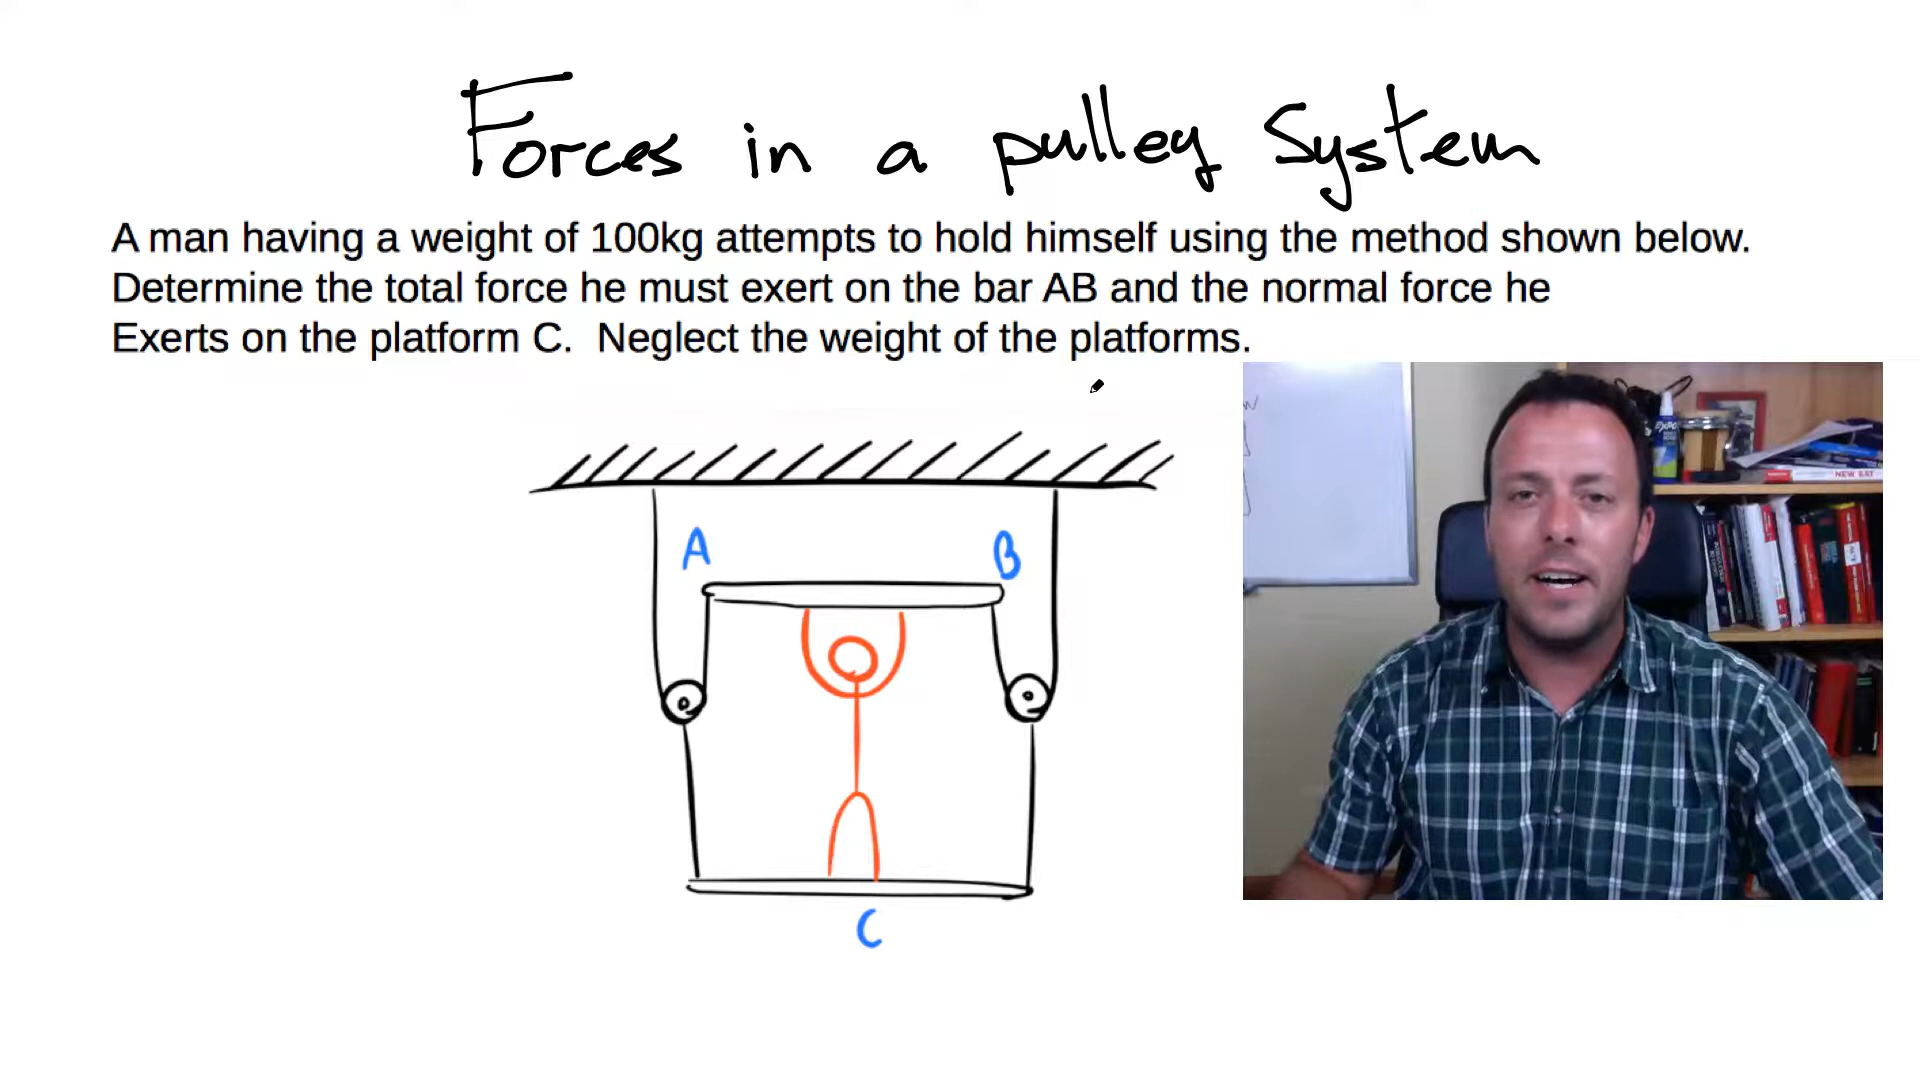 Forces in a pulley System
A man having a weight of 100kg attempts to hold himself using the method shown below.
Determine the total force he must exert on the bar AB and the normal force he
Exerts on the platform C.  Neglect the weight of the platforms.
A
B
C
NEW SAT